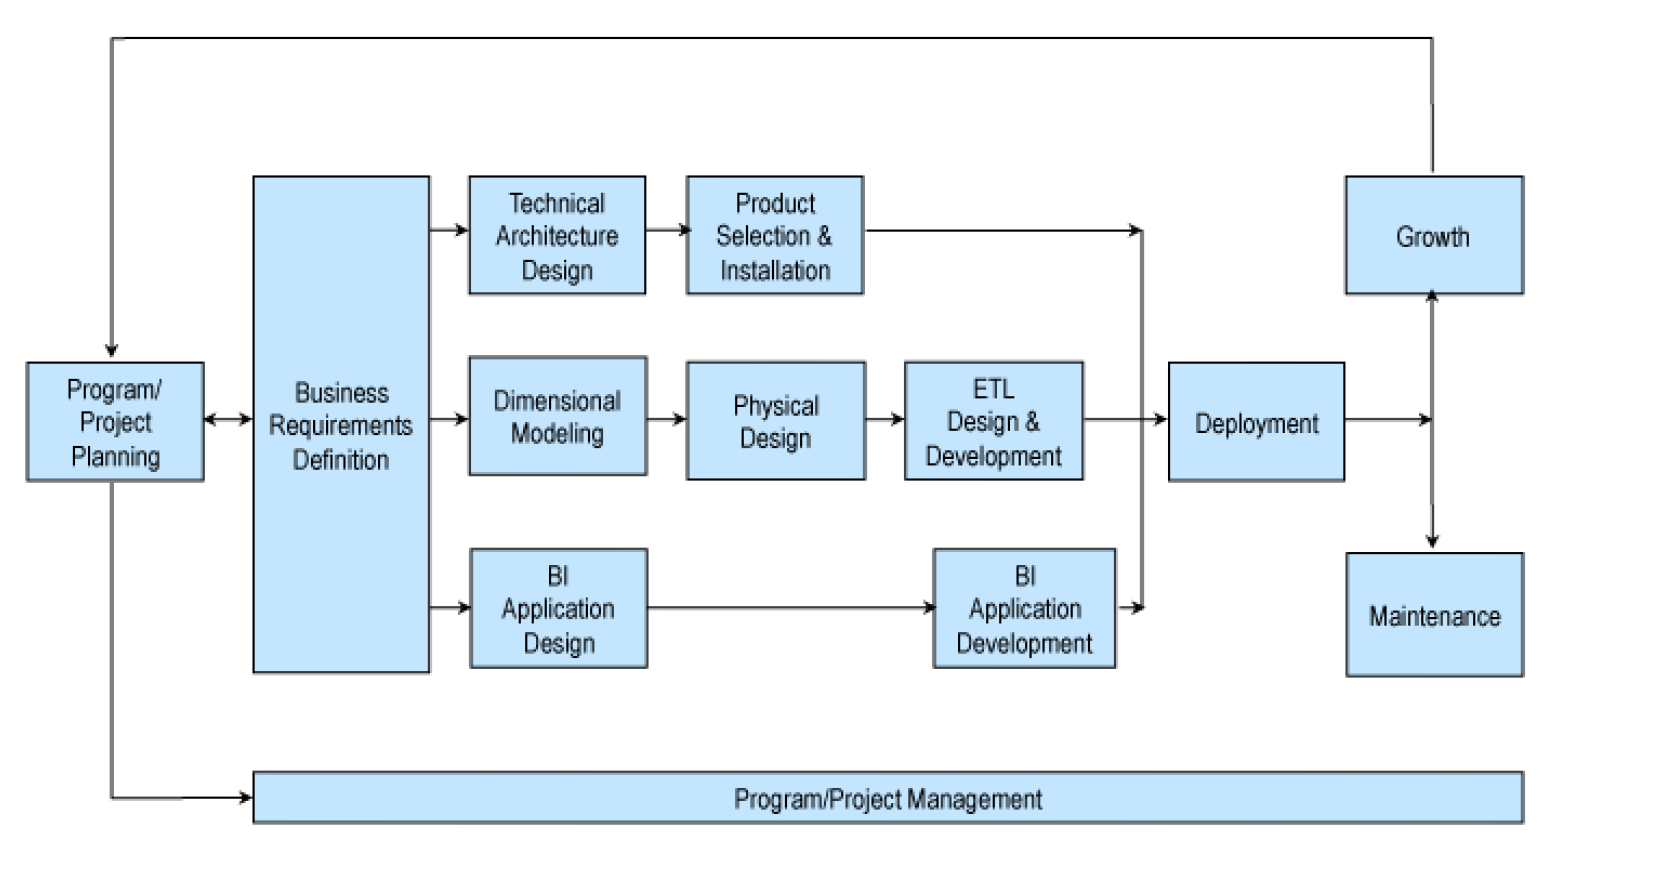 Technical
Architecture
Design
Product
Selection &
Installation
Growth
Program/
Project
Planning
Business
Requirements
Definition
Dimensional
Modeling
Physical
Design
ETL
Design &
Development
Deployment
BI
Application
Design
BI
Application
Development
Maintenance
Program/Project Management